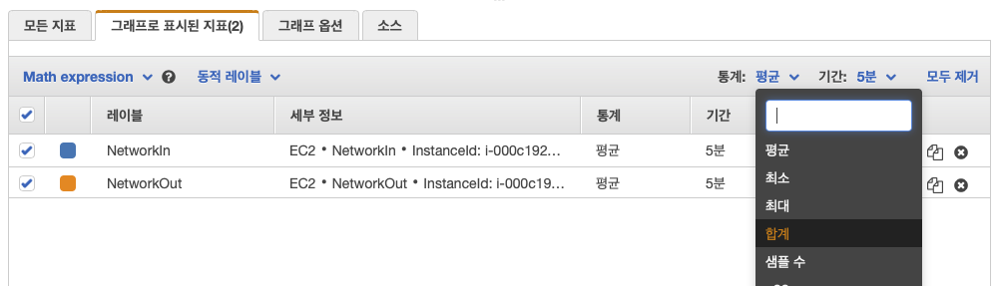 모든 지표 그래프로 표시된 지표(2) 그래프 옵션 소스
Math expression 동적 레이블 통계: 평균 기간: 5분 모두 제거
레이블 세부 정보 통계 기간
NetworkIn EC2 • NetworkIn • InstanceId: i-000c192... 평균 5분
NetworkOut EC2 • NetworkOut • InstanceId: i-000c19... 평균 5분
평균
최소
최대
합계
샘플 수